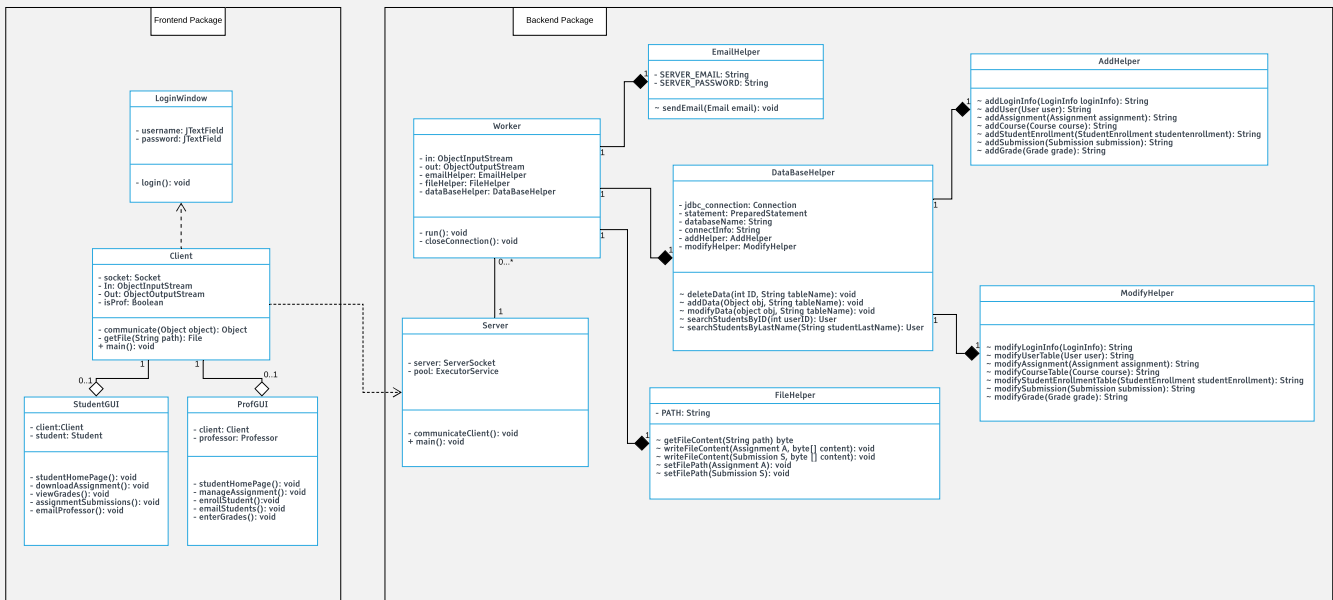 Frontend Package
LoginWindow
- username: JTextField
- password: JTextField
- login(): void
Client
- socket: Socket
- In: ObjectInputStream
- Out: ObjectOutputStream
- isProf: Boolean
- communicate(Object object): Object
- getFile(String path): File
+ main(): void
1
1
0..1
0..1
StudentGUI
- client:Client
- student: Student
- studentHomePage(): void
- downloadAssignment(): void
- viewGrades(): void
- assignmentSubmissions(): void
- emailProfessor(): void
ProfGUI
- client: Client
- professor: Professor
- studentHomePage(): void
- manageAssignment(): void
- enrollStudent():void
- emailStudents(): void
- enterGrades(): void
Backend Package
Worker
- in: ObjectInputStream
- out: ObjectOutputStream
- emailHelper: EmailHelper
- fileHelper: FileHelper
- dataBaseHelper: DataBaseHelper
- run(): void
- closeConnection(): void
1
1
1
0...*
1
Server
- server: ServerSocket
- pool: ExecutorService
- communicateClient(): void
+ main(): void
1
EmailHelper
- SERVER_EMAIL: String
- SERVER_PASSWORD: String
~ sendEmail(Email email): void
1
DataBaseHelper
- jdbc_connection: Connection
- statement: PreparedStatement
- databaseName: String
- connectInfo: String
- addHelper: AddHelper
- modifyHelper: ModifyHelper
~ deleteData(int ID, String tableName): void
~ addData(Object obj, String tableName): void
~ modifyData(object obj, String tableName): void
~ searchStudentsByID(int userID): User
~ searchStudentsByLastName(String studentLastName): User
1
1
1
FileHelper
- PATH: String
~ getFileContent(String path) byte
~ writeFileContent(Assignment A, byte[] content): void
~ writeFileContent(Submission S, byte [] content): void
~ setFilePath(Assignment A): void
~ setFilePath(Submission S): void
1
AddHelper
~ addLoginInfo(LoginInfo loginInfo): String
~ addUser(User user): String
~ addAssignment(Assignment assignment): String
~ addCourse(Course course): String
~ addStudentEnrollment(StudentEnrollment studentenrollment): String
~ addSubmission(Submission submission): String
~ addGrade(Grade grade): String
1
ModifyHelper
~ modifyLoginInfo(LoginInfo): String
~ modifyUserTable(User user): String
~ modifyAssignment(Assignment assignment): String
~ modifyCourseTable(Course course): String
~ modifyStudentEnrollmentTable(StudentEnrollment studentEnrollment): String
~ modifySubmission(Submission submission): String
~ modifyGrade(Grade grade): String